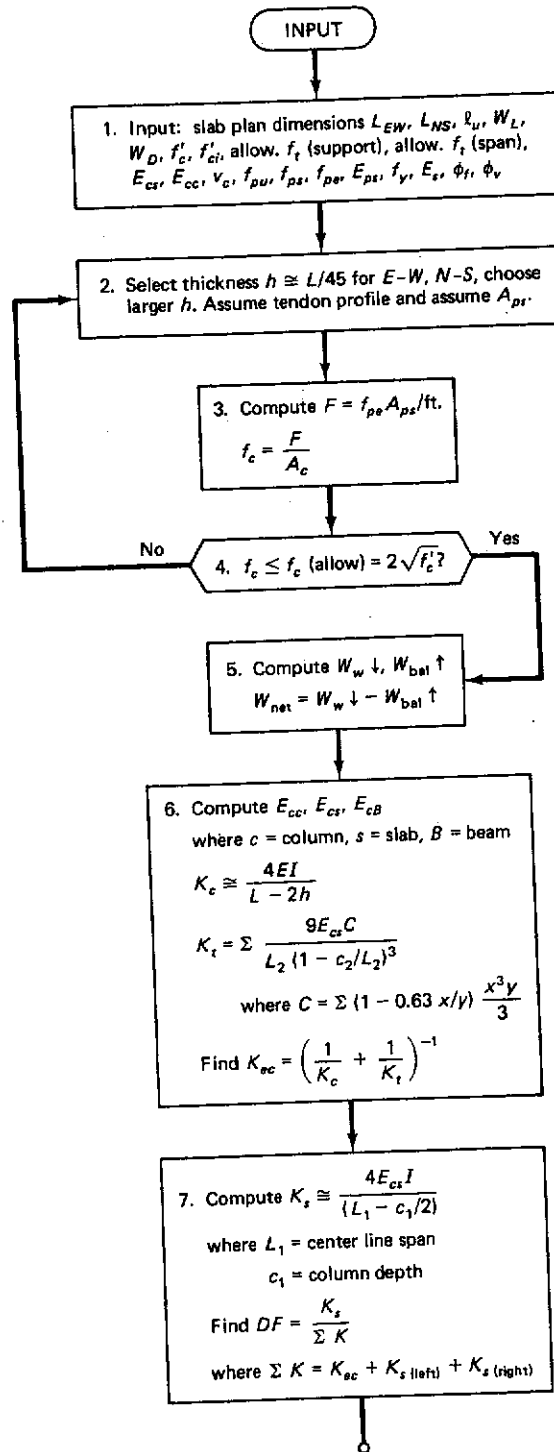 INPUT
1. Input: slab plan dimensions L_EW, L_NS, ℓ_u, W_L,
W_D, f'_c, f'_ci, allow. f_t (support), allow. f_t (span),
E_cs, E_cc, v_c, f_pu, f_ps, f_pe, E_ps, f_y, E_s, ϕ_f, ϕ_v
2. Select thickness h ≅ L/45 for E-W, N-S, choose
larger h. Assume tendon profile and assume A_ps.
3. Compute F = f_pe A_ps/ft.
f_c = F/A_c
No
Yes
4. f_c ≤ f_c (allow) = 2√f'_c?
5. Compute W_w ↓, W_bal ↑
W_net = W_w ↓ − W_bal ↑
6. Compute E_cc, E_cs, E_cB
where c = column, s = slab, B = beam
K_c ≅ 4EI/(L − 2h)
K_t = Σ 9E_cs C/(L_2 (1 − c_2/L_2)^3)
where C = Σ (1 − 0.63 x/y) x^3y/3
Find K_ec = (1/K_c + 1/K_t)^−1
7. Compute K_s ≅ 4E_cs I/(L_1 − c_1/2)
where L_1 = center line span
c_1 = column depth
Find DF = K_s/Σ K
where Σ K = K_ec + K_s (left) + K_s (right)